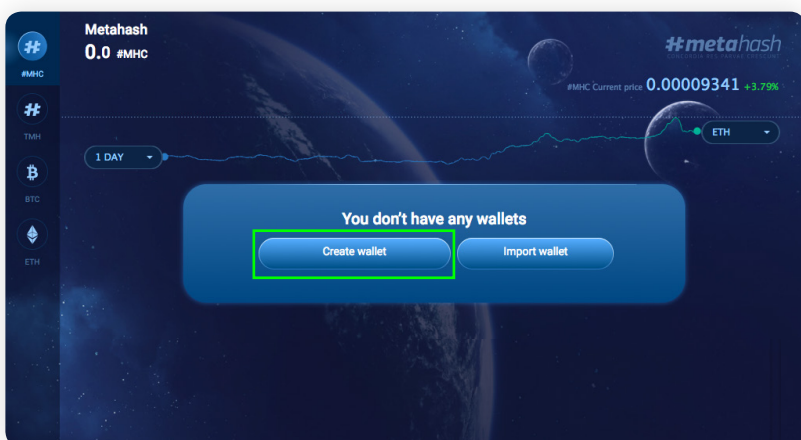 Metahash
0.0 #MHC
#metahash
#MHC Current price 0.00009341 +3.79%
#MHC
TMH
BTC
ETH
1 DAY
ETH
You don't have any wallets
Create wallet
Import wallet